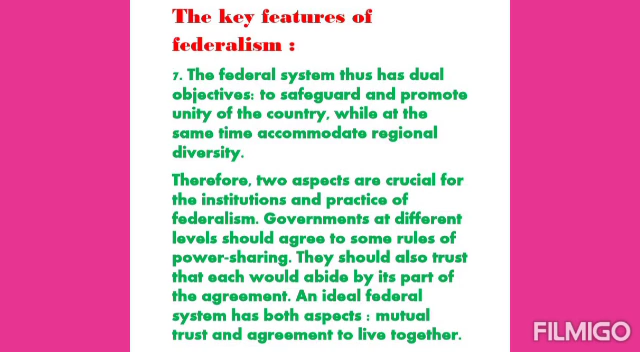 The key features of
federalism :
7. The federal system thus has dual
objectives: to safeguard and promote
unity of the country, while at the
same time accommodate regional
diversity.
Therefore, two aspects are crucial for
the institutions and practice of
federalism. Governments at different
levels should agree to some rules of
power-sharing. They should also trust
that each would abide by its part of
the agreement. An ideal federal
system has both aspects : mutual
trust and agreement to live together.
FILMIGO